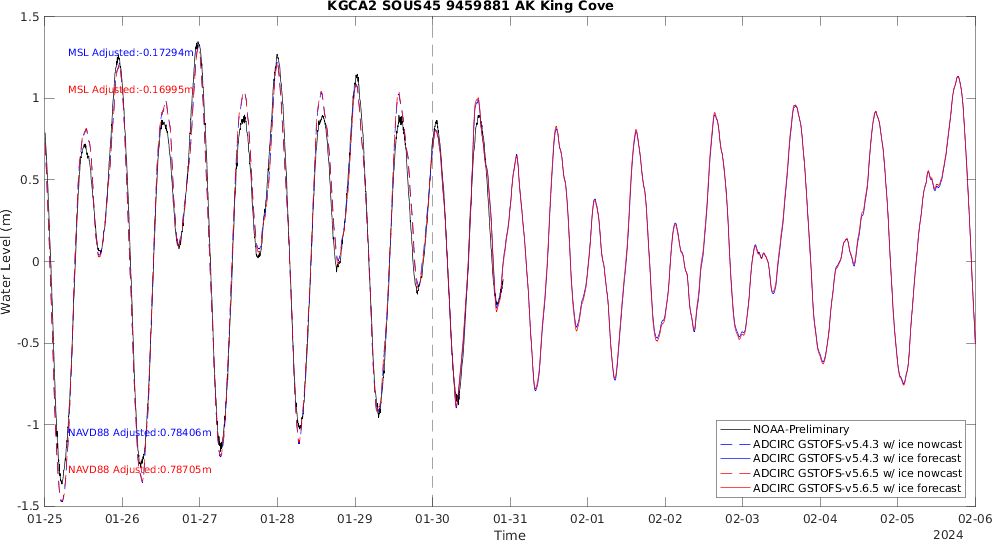 KGCA2 SOUS45 9459881 AK King Cove
1.5
1
0.5
0
-0.5
-1
-1.5
Water Level (m)
MSL Adjusted:-0.17294m
MSL Adjusted:-0.16995m
NAVD88 Adjusted:0.78406m
NAVD88 Adjusted:0.78705m
NOAA-Preliminary
ADCIRC GSTOFS-v5.4.3 w/ ice nowcast
ADCIRC GSTOFS-v5.4.3 w/ ice forecast
ADCIRC GSTOFS-v5.6.5 w/ ice nowcast
ADCIRC GSTOFS-v5.6.5 w/ ice forecast
01-25 01-26 01-27 01-28 01-29 01-30 01-31 02-01 02-02 02-03 02-04 02-05 02-06
Time
2024